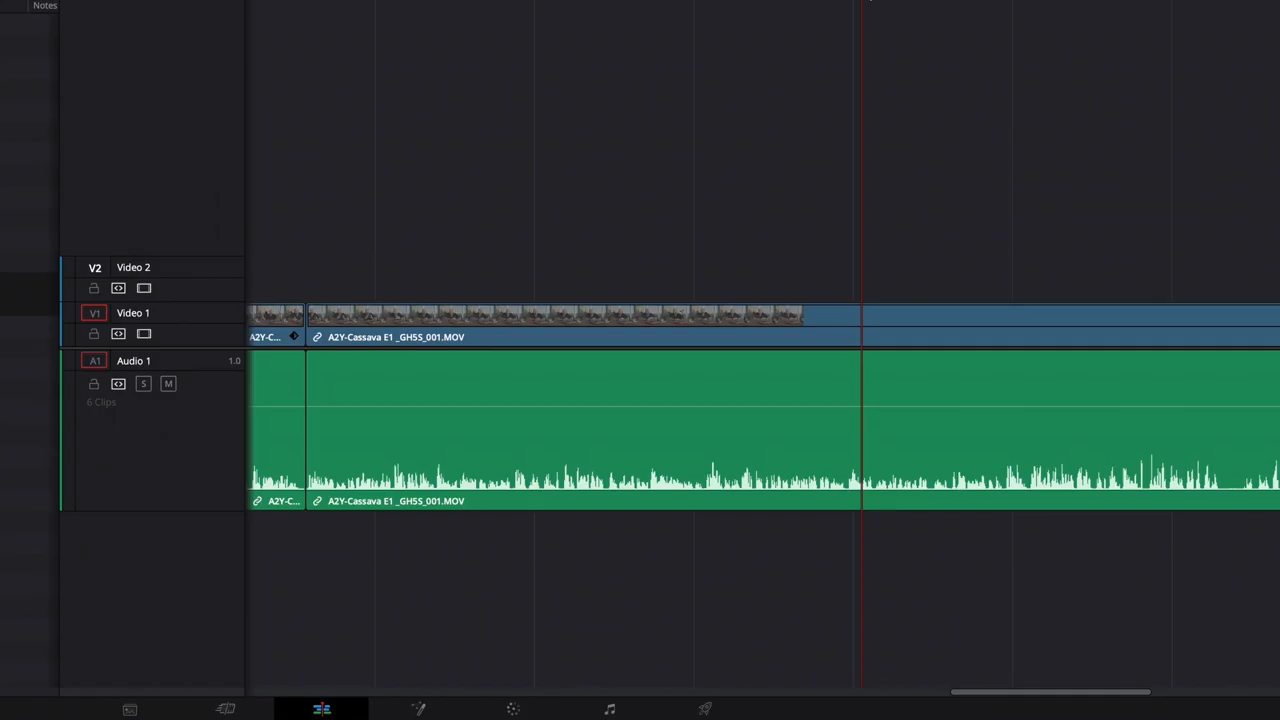 Notes
V2 Video 2
V1 Video 1
A2Y-C... A2Y-Cassava E1 _GH5S_001.MOV
A1 Audio 1 1.0
S M
6 Clips
A2Y-C... A2Y-Cassava E1 _GH5S_001.MOV